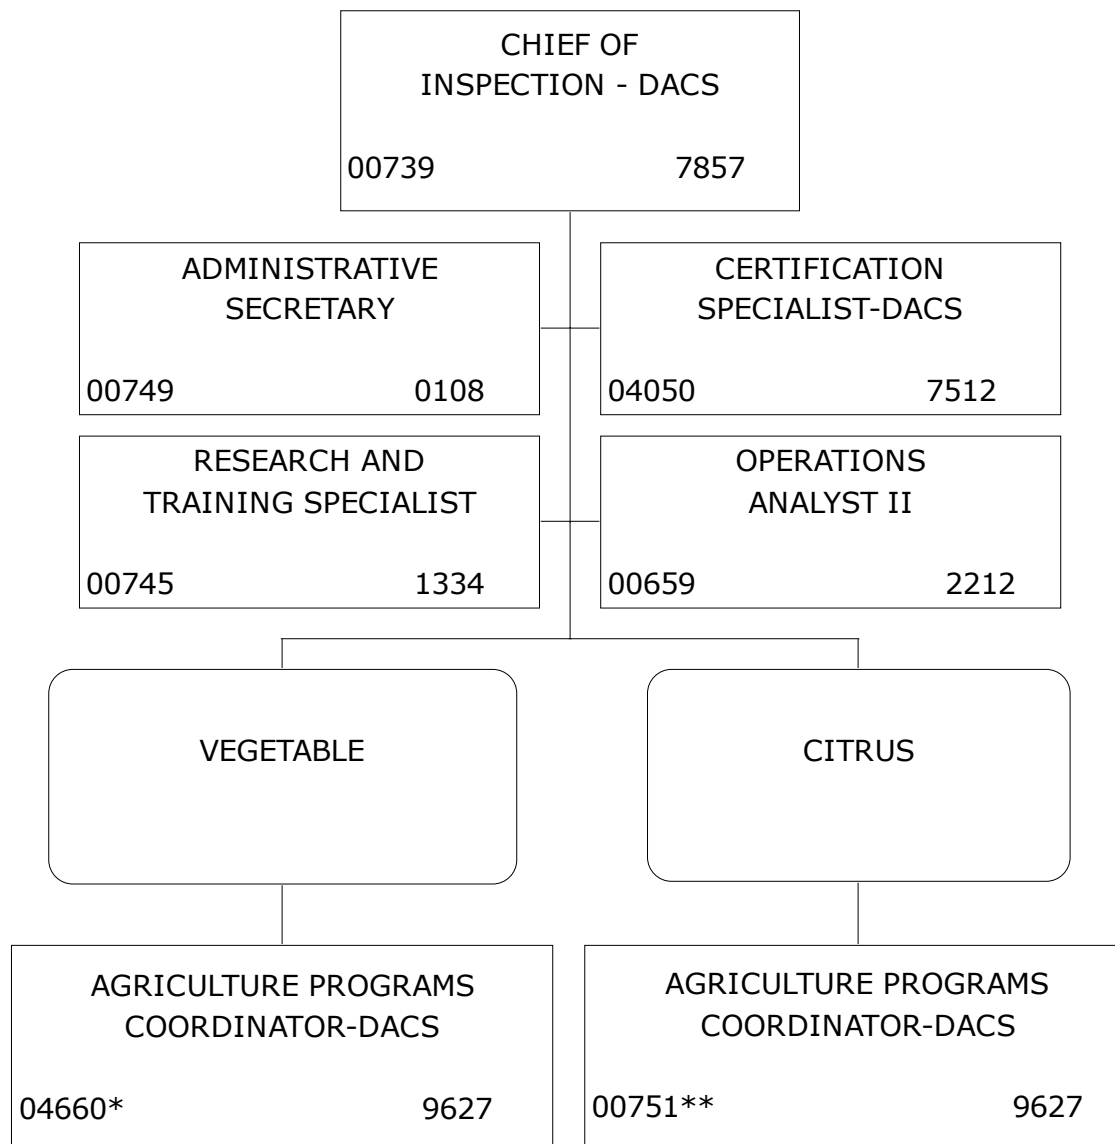 CHIEF OF
INSPECTION - DACS
00739 7857
ADMINISTRATIVE
SECRETARY
00749 0108
CERTIFICATION
SPECIALIST-DACS
04050 7512
RESEARCH AND
TRAINING SPECIALIST
00745 1334
OPERATIONS
ANALYST II
00659 2212
VEGETABLE
CITRUS
AGRICULTURE PROGRAMS
COORDINATOR-DACS
04660* 9627
AGRICULTURE PROGRAMS
COORDINATOR-DACS
00751** 9627